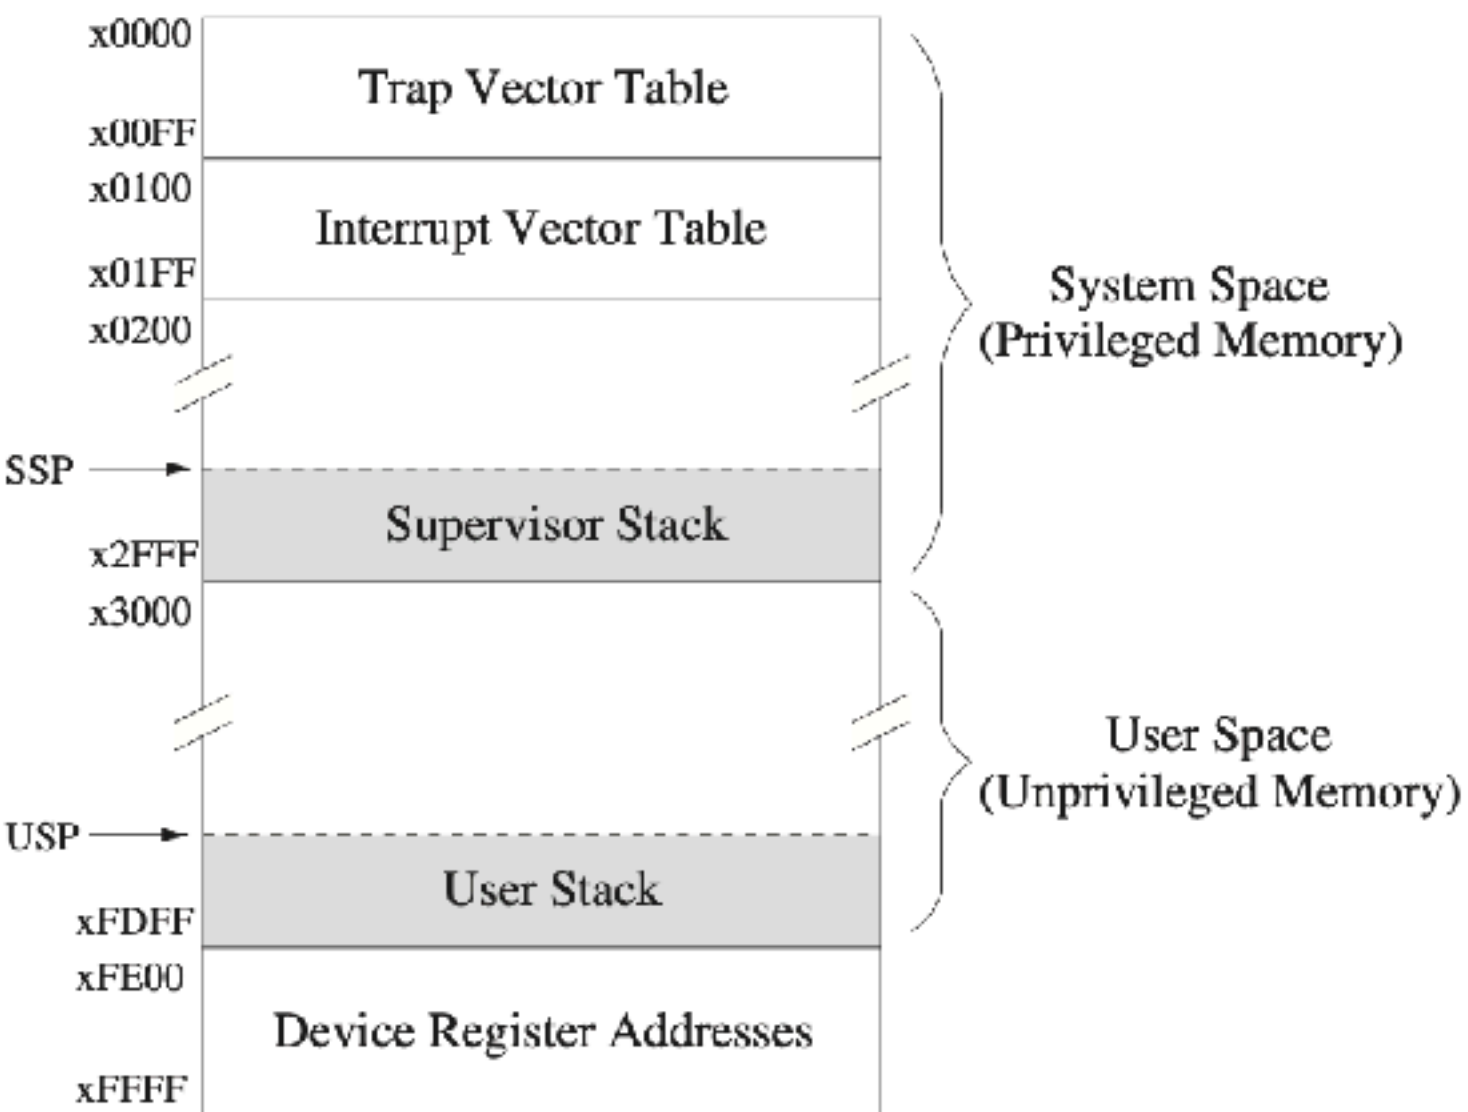 x0000
Trap Vector Table
x00FF
x0100
Interrupt Vector Table
x01FF
x0200
System Space
(Privileged Memory)
SSP
Supervisor Stack
x2FFF
x3000
User Space
(Unprivileged Memory)
USP
User Stack
xFDFF
xFE00
Device Register Addresses
xFFFF